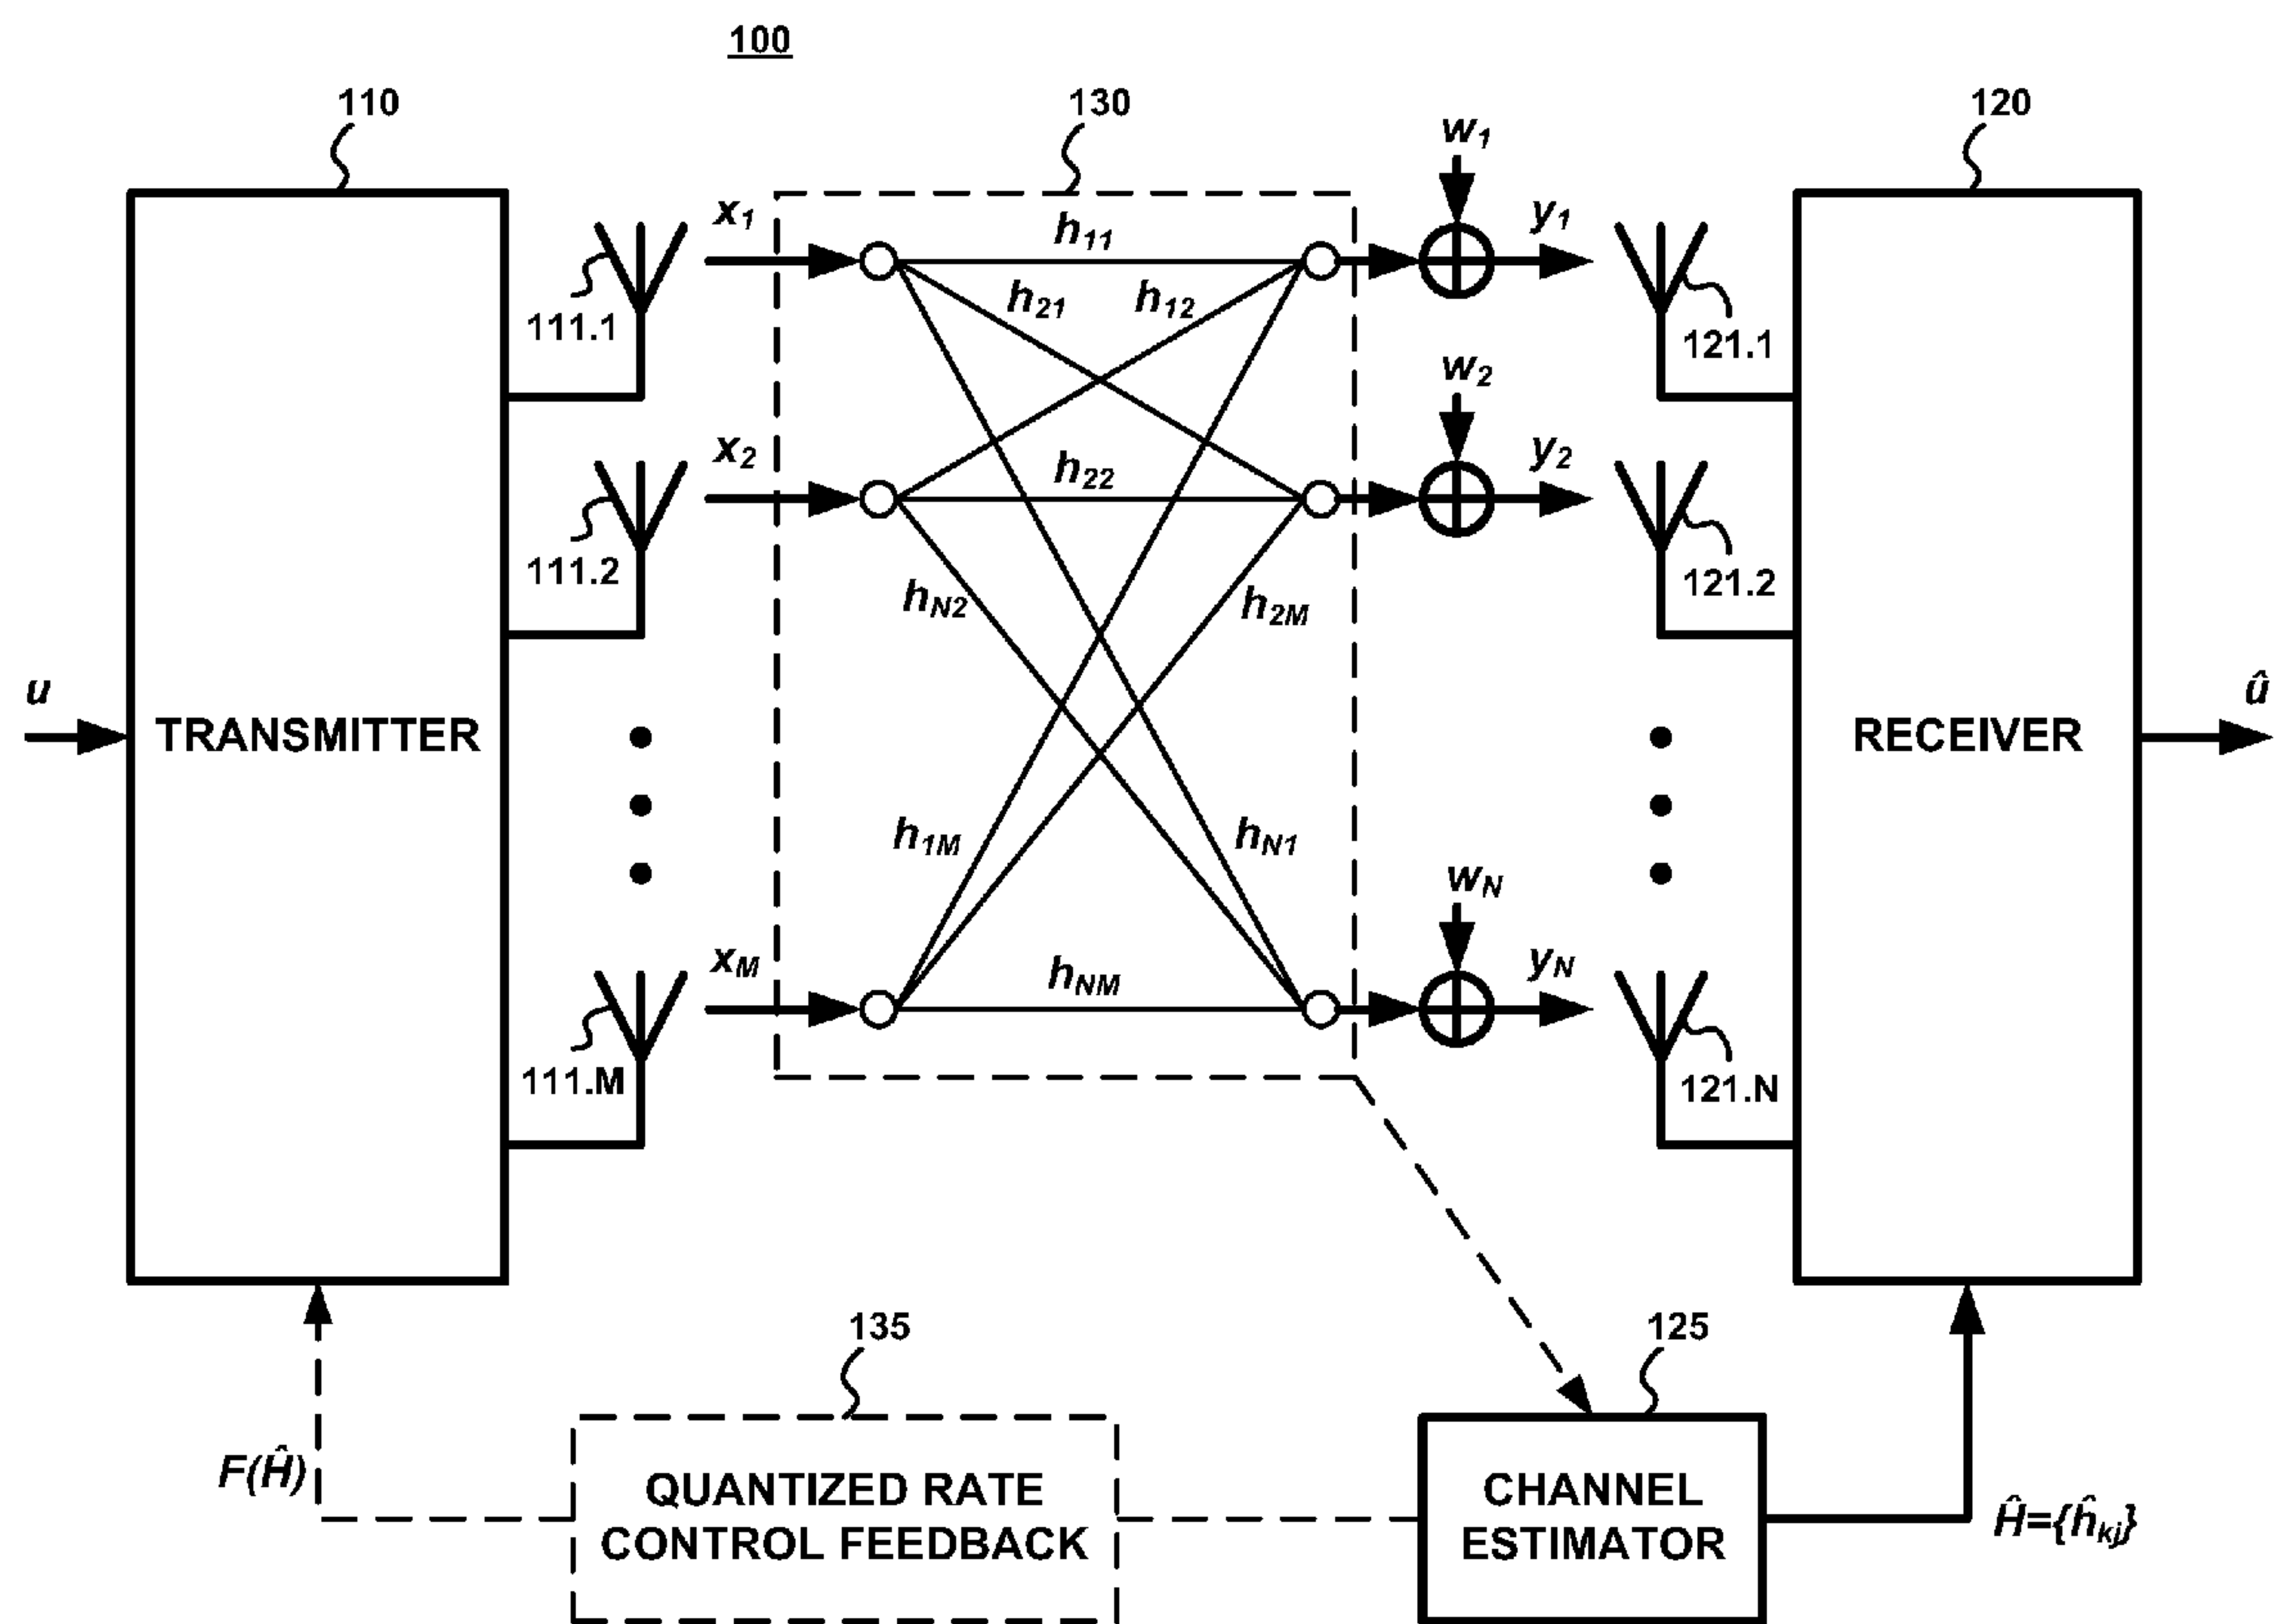 100
110
130
120
w1
x1
h11
y1
h21
h12
111.1
121.1
w2
x2
h22
y2
111.2
121.2
hN2
h2M
u
û
TRANSMITTER
RECEIVER
h1M
hN1
wN
xM
hNM
yN
111.M
121.N
135
125
F(Ĥ)
QUANTIZED RATE
CONTROL FEEDBACK
CHANNEL
ESTIMATOR
Ĥ={ĥkj}